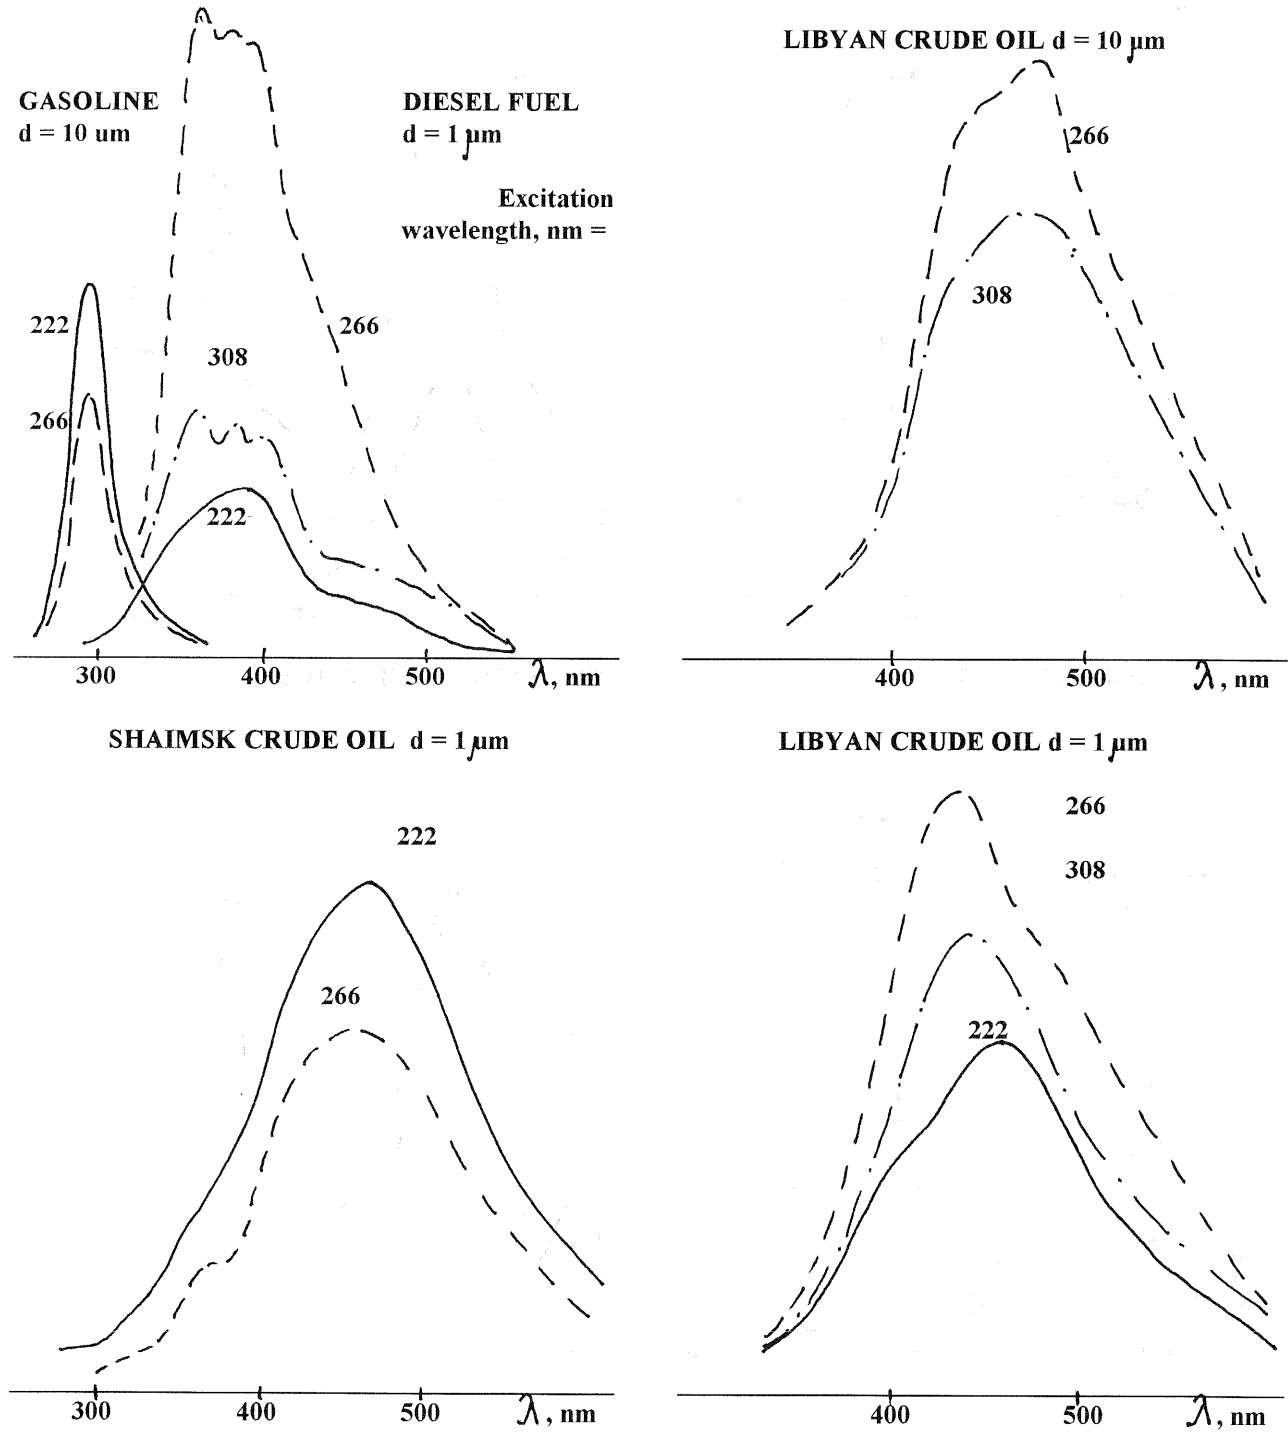 GASOLINE
d = 10 um
DIESEL FUEL
d = 1 µm
Excitation
wavelength, nm =
222
266
308
266
222
300
400
500
λ, nm
LIBYAN CRUDE OIL d = 10 µm
266
308
400
500
λ, nm
SHAIMSK CRUDE OIL d = 1 µm
222
266
300
400
500
λ, nm
LIBYAN CRUDE OIL d = 1 µm
266
308
222
400
500
λ, nm